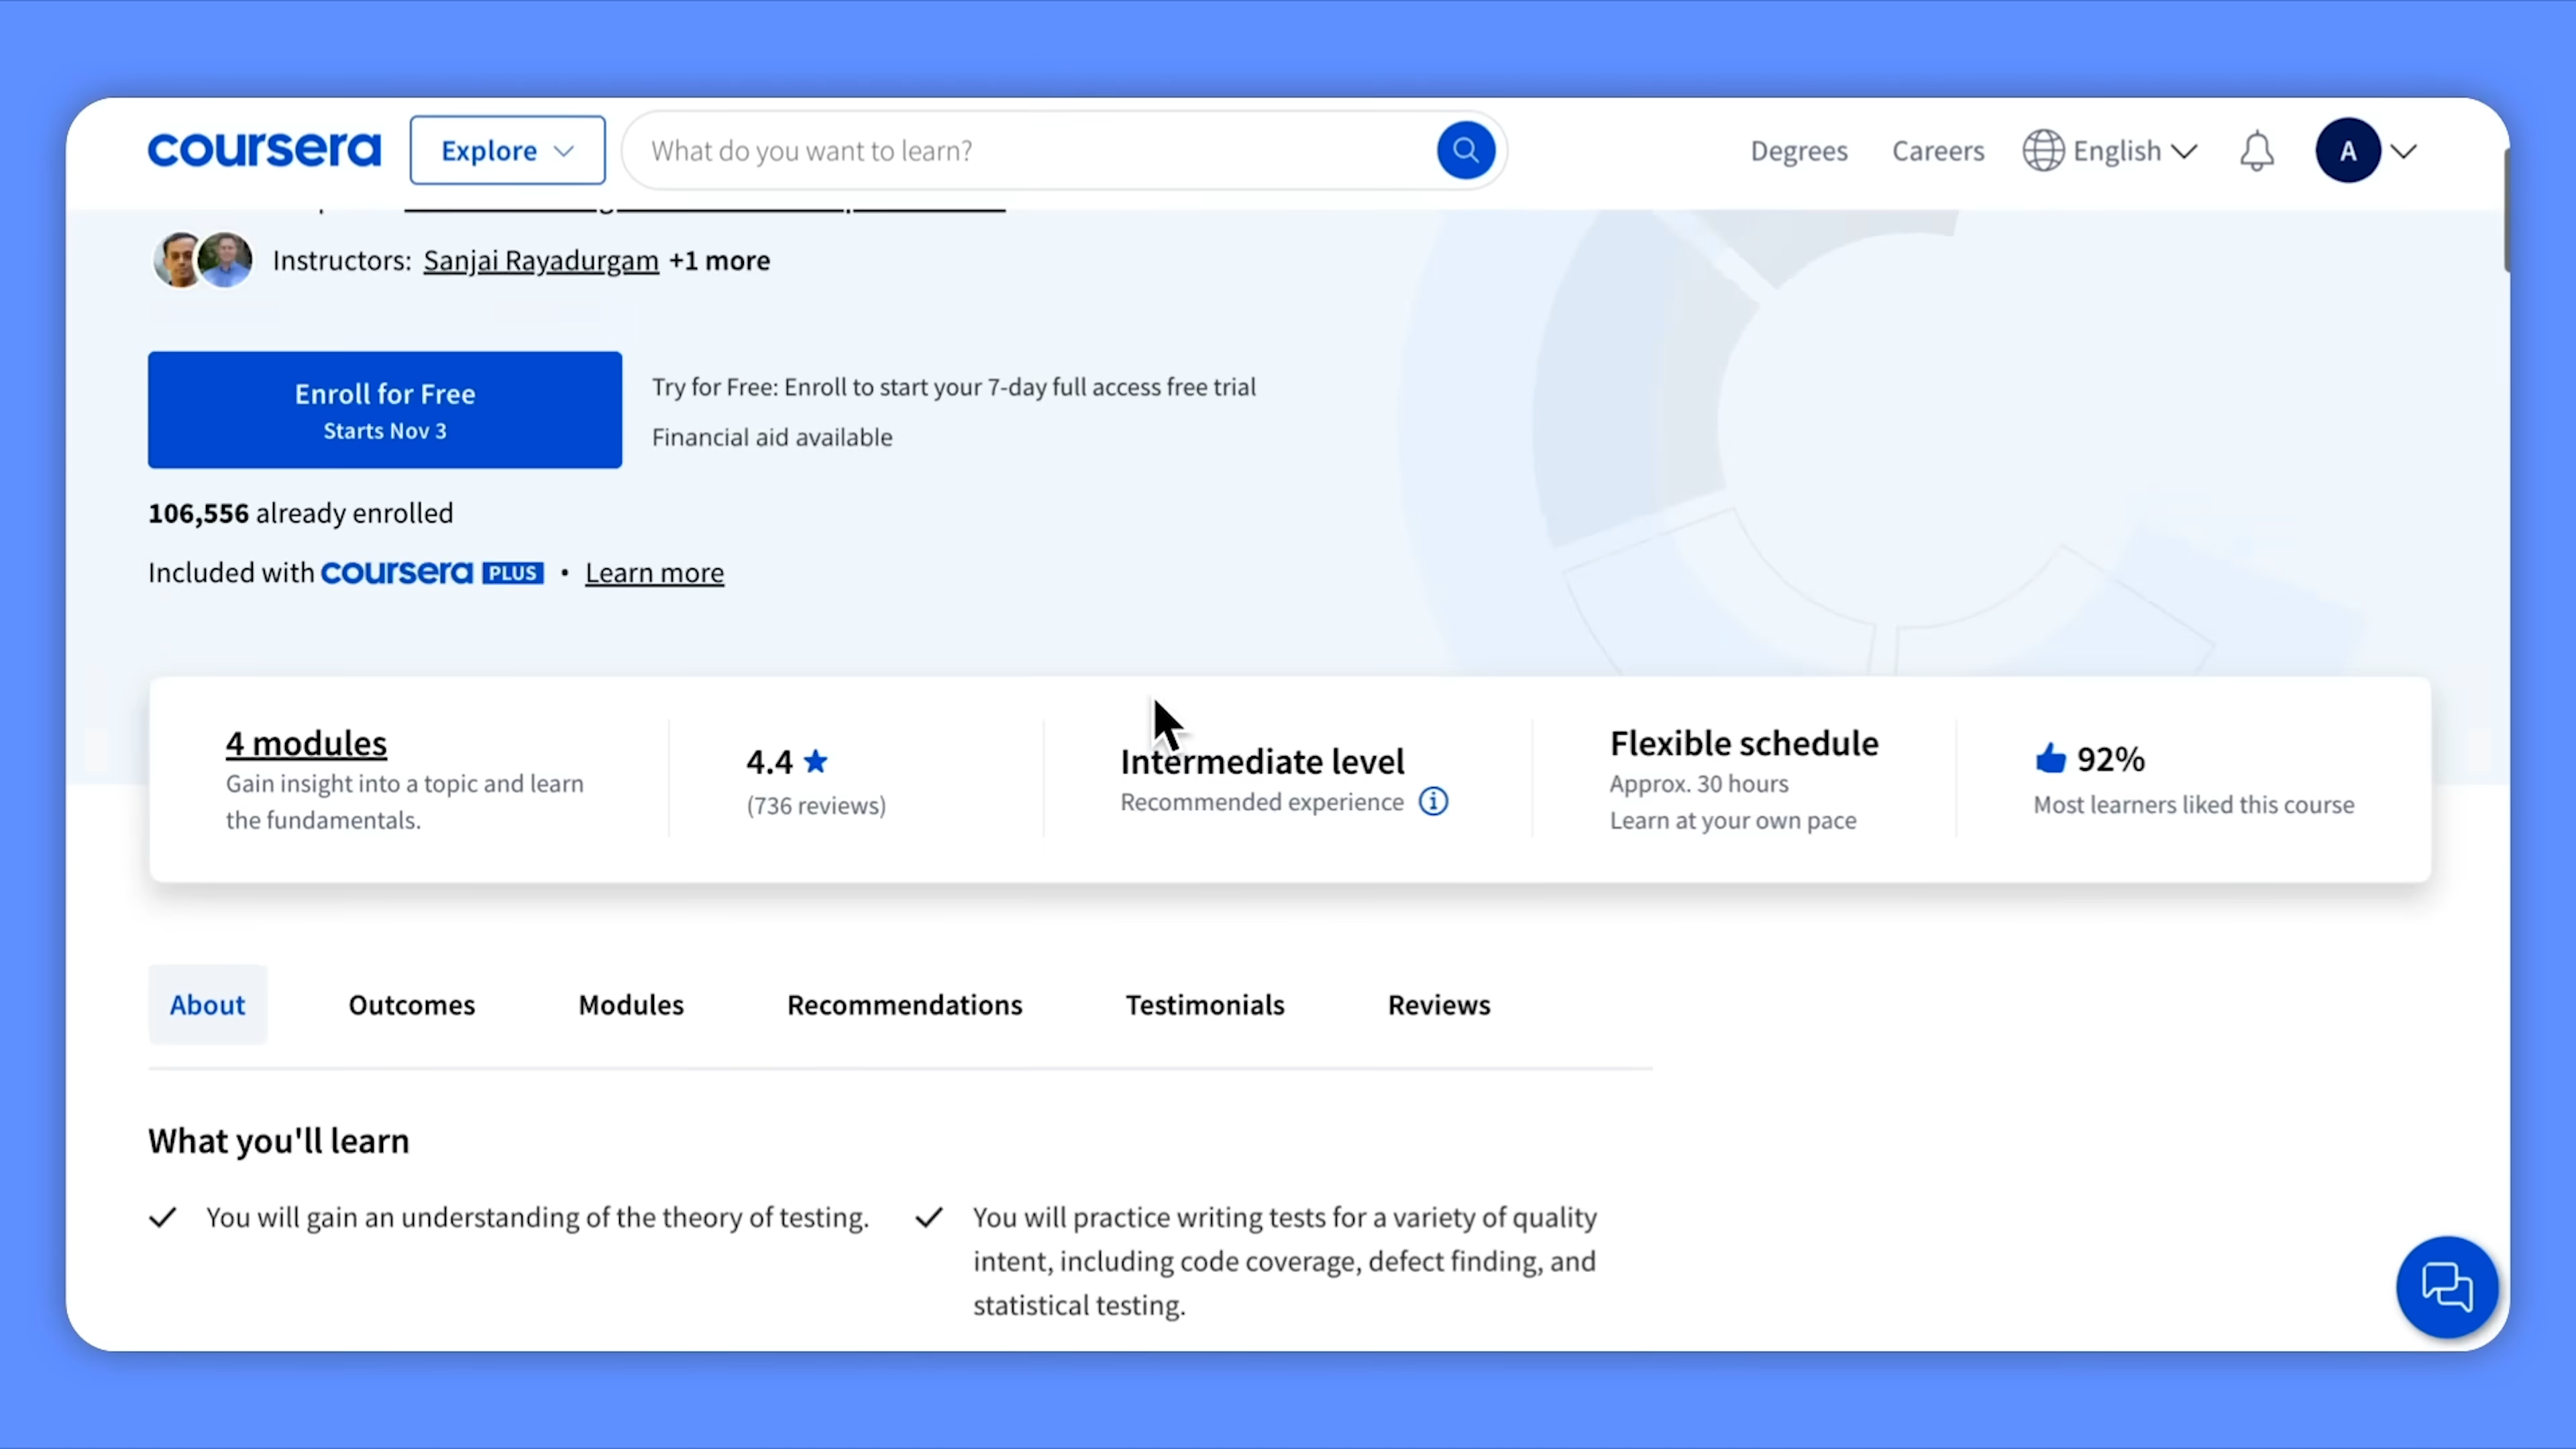 coursera
Explore
What do you want to learn?
Degrees
Careers
English
A
Instructors: Sanjai Rayadurgam +1 more
Enroll for Free
Starts Nov 3
Try for Free: Enroll to start your 7-day full access free trial
Financial aid available
106,556 already enrolled
Included with coursera PLUS • Learn more
4 modules
Gain insight into a topic and learn
the fundamentals.
4.4
(736 reviews)
Intermediate level
Recommended experience
Flexible schedule
Approx. 30 hours
Learn at your own pace
92%
Most learners liked this course
About
Outcomes
Modules
Recommendations
Testimonials
Reviews
What you'll learn
You will gain an understanding of the theory of testing.
You will practice writing tests for a variety of quality
intent, including code coverage, defect finding, and
statistical testing.